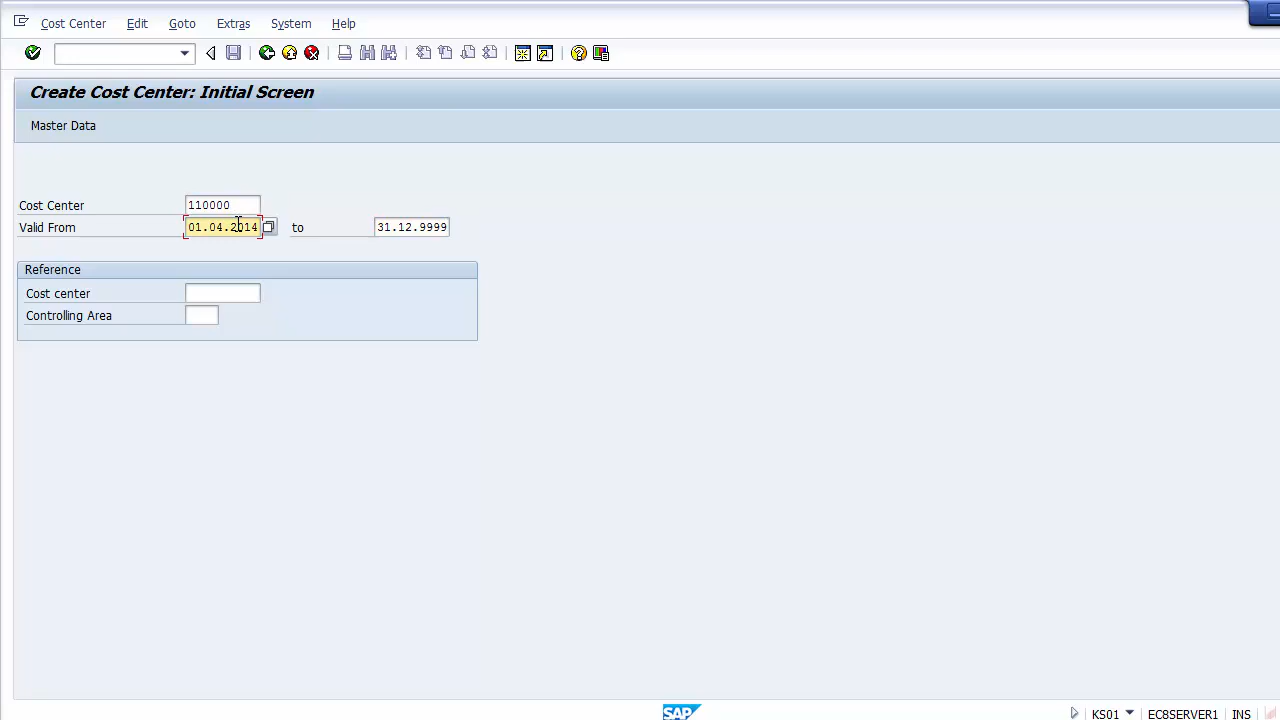 Cost Center Edit Goto Extras System Help
Create Cost Center: Initial Screen
Master Data
Cost Center 110000
Valid From 01.04.2014 to 31.12.9999
Reference
Cost center
Controlling Area
SAP KS01 EC8SERVER1 INS